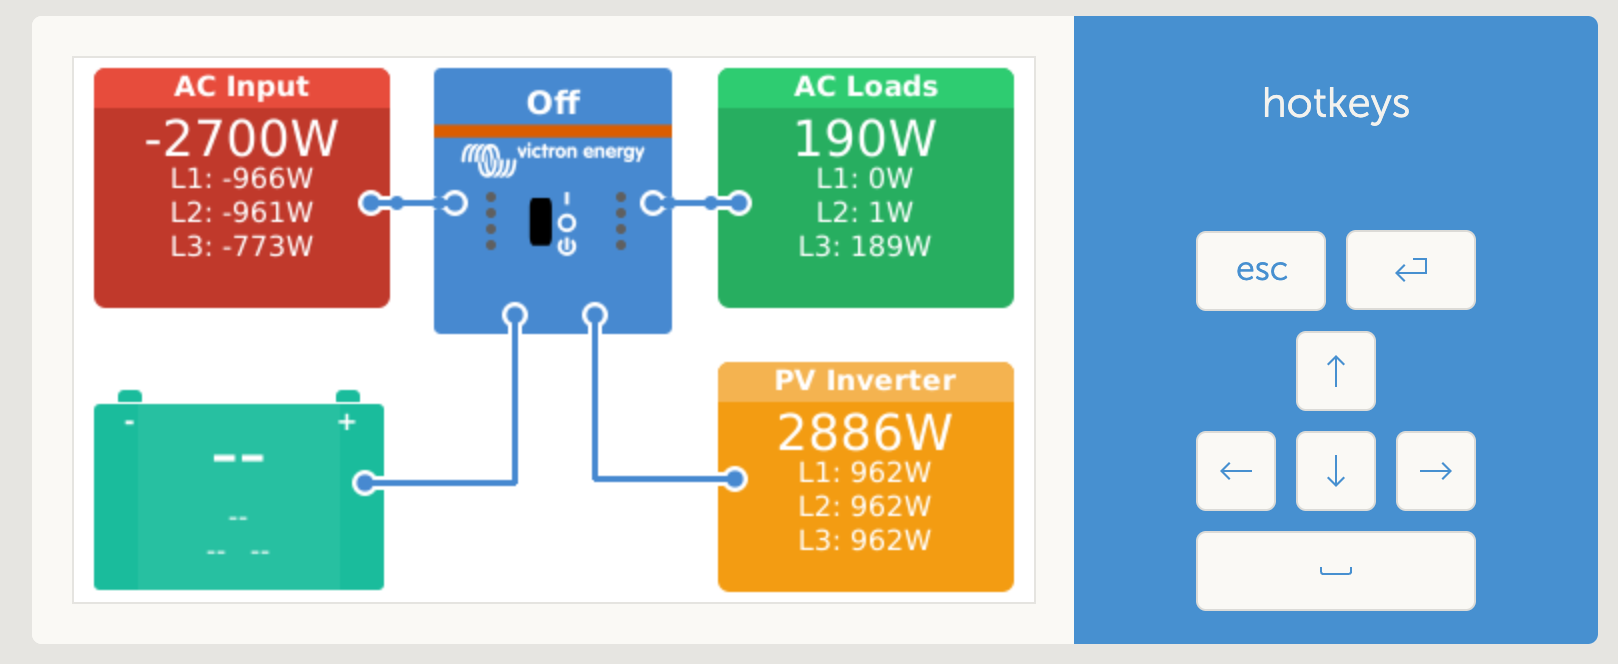 AC Input
-2700W
L1: -966W
L2: -961W
L3: -773W
Off
victron energy
AC Loads
190W
L1: 0W
L2: 1W
L3: 189W
- +
--
--
-- --
PV Inverter
2886W
L1: 962W
L2: 962W
L3: 962W
hotkeys
esc